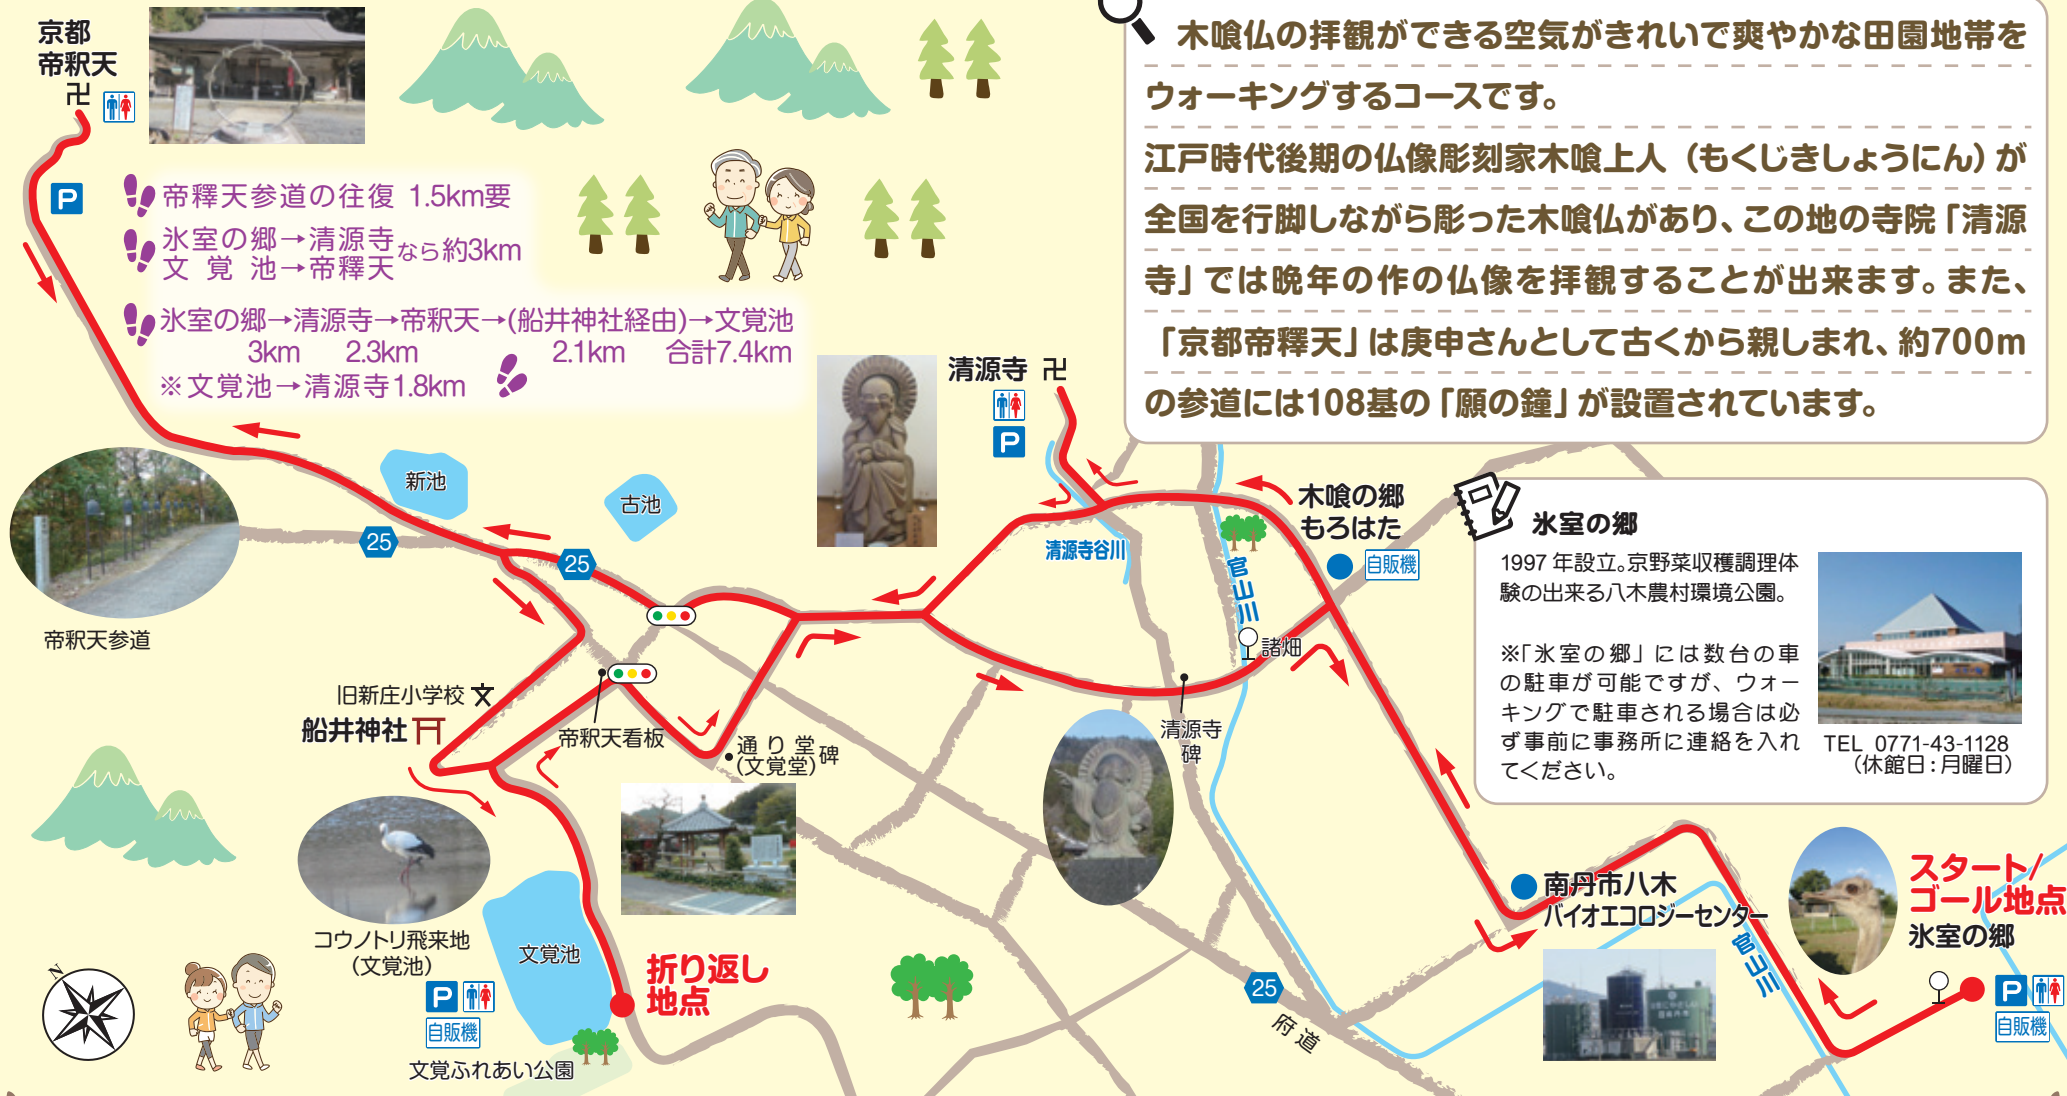 京都
帝釈天
卍
P
帝釋天参道の往復 1.5km要
氷室の郷→清源寺
文覚池→帝釋天
なら約3km
氷室の郷→清源寺→帝釈天→(船井神社経由)→文覚池
3km 2.3km 2.1km 合計7.4km
※文覚池→清源寺1.8km
木喰仏の拝観ができる空気がきれいで爽やかな田園地帯を
ウォーキングするコースです。
江戸時代後期の仏像彫刻家木喰上人（もくじきしょうにん）が
全国を行脚しながら彫った木喰仏があり、この地の寺院「清源
寺」では晩年の作の仏像を拝観することが出来ます。また、
「京都帝釋天」は庚申さんとして古くから親しまれ、約700m
の参道には108基の「願の鐘」が設置されています。
清源寺 卍
P
新池
古池
25
25
帝釈天参道
清源寺谷川
官山川
木喰の郷
もろはた
自販機
諸畑
氷室の郷
1997年設立。京野菜収穫調理体
験の出来る八木農村環境公園。
※「氷室の郷」には数台の車
の駐車が可能ですが、ウォー
キングで駐車される場合は必
ず事前に事務所に連絡を入れ
てください。
TEL 0771-43-1128
（休館日：月曜日）
旧新庄小学校 文
船井神社
帝釈天看板
通り堂
(文覚堂)
碑
清源寺
碑
コウノトリ飛来地
（文覚池）
P
自販機
文覚池
文覚ふれあい公園
折り返し
地点
N
25
府道
南丹市八木
バイオエコロジーセンター
官山川
スタート/
ゴール地点
氷室の郷
P
自販機